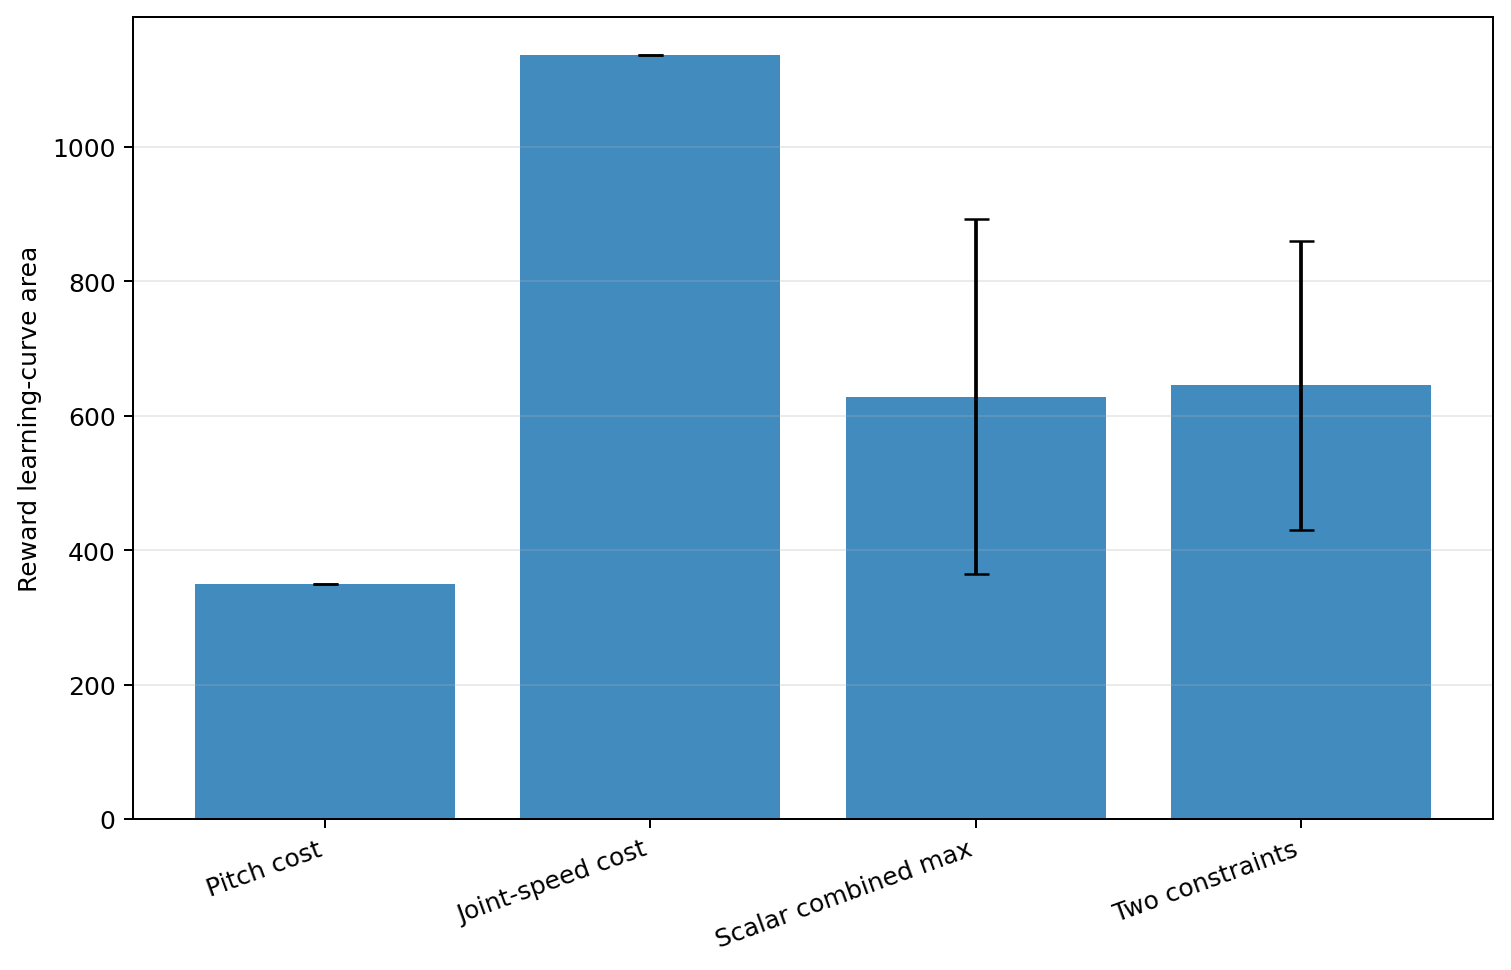 Reward learning-curve area
1000
800
600
400
200
0
Pitch cost
Joint-speed cost
Scalar combined max
Two constraints